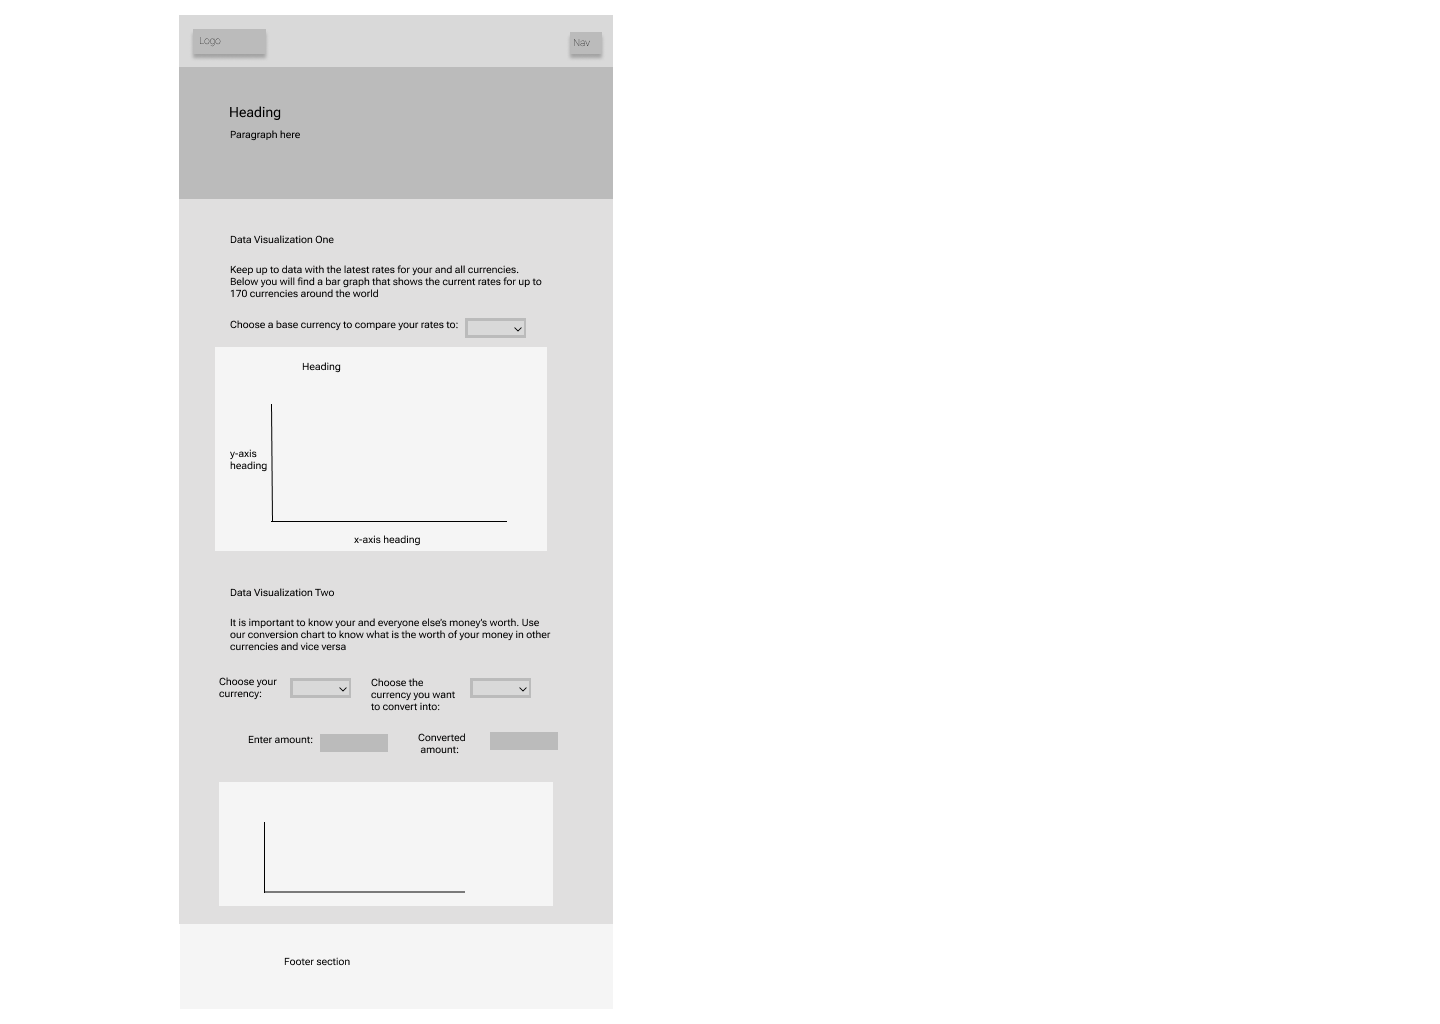 Logo
Nav
Heading
Paragraph here
Data Visualization One
Keep up to data with the latest rates for your and all currencies.
Below you will find a bar graph that shows the current rates for up to
170 currencies around the world
Choose a base currency to compare your rates to:
Heading
y-axis
heading
x-axis heading
Data Visualization Two
It is important to know your and everyone else's money's worth. Use
our conversion chart to know what is the worth of your money in other
currencies and vice versa
Choose your
currency:
Choose the
currency you want
to convert into:
Enter amount:
Converted
amount:
Footer section